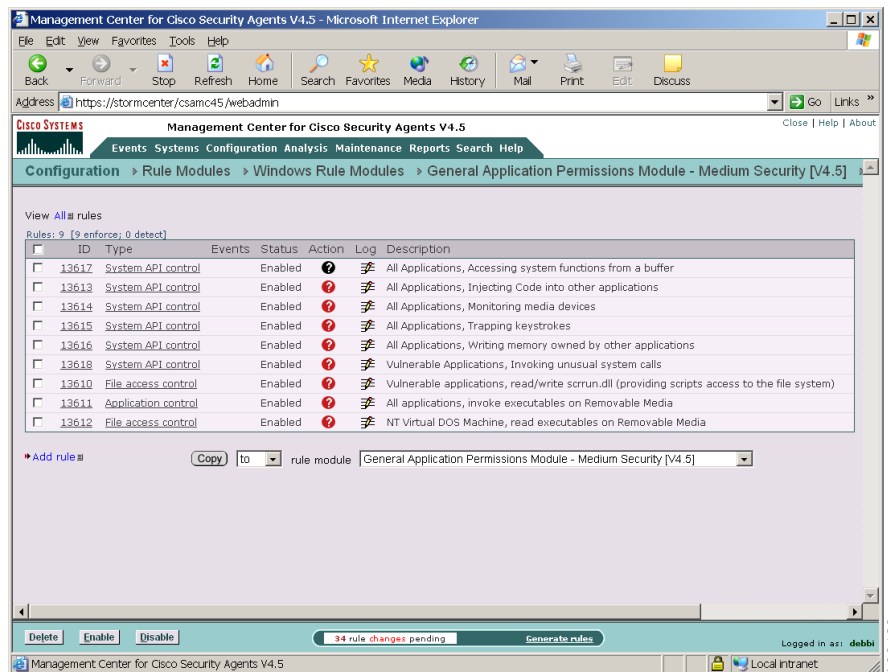 Management Center for Cisco Security Agents V4.5 - Microsoft Internet Explorer
File Edit View Favorites Tools Help
Back Forward Stop Refresh Home Search Favorites Media History Mail Print Edit Discuss
Address https://stormcenter/csamc45/webadmin Go Links »
CISCO SYSTEMS Management Center for Cisco Security Agents V4.5 Close | Help | About
Events Systems Configuration Analysis Maintenance Reports Search Help
Configuration > Rule Modules > Windows Rule Modules > General Application Permissions Module - Medium Security [V4.5] >
View All rules
Rules: 9 [9 enforce; 0 detect]
ID Type Events Status Action Log Description
13617 System API control Enabled ? All Applications, Accessing system functions from a buffer
13613 System API control Enabled ? All Applications, Injecting Code into other applications
13614 System API control Enabled ? All Applications, Monitoring media devices
13615 System API control Enabled ? All Applications, Trapping keystrokes
13616 System API control Enabled ? All Applications, Writing memory owned by other applications
13618 System API control Enabled ? Vulnerable Applications, Invoking unusual system calls
13610 File access control Enabled ? Vulnerable applications, read/write scrrun.dll (providing scripts access to the file system)
13611 Application control Enabled ? All applications, invoke executables on Removable Media
13612 File access control Enabled ? NT Virtual DOS Machine, read executables on Removable Media
Add rule Copy to rule module General Application Permissions Module - Medium Security [V4.5]
Delete Enable Disable 34 rule changes pending Generate rules Logged in as: debbi
Management Center for Cisco Security Agents V4.5 Local intranet